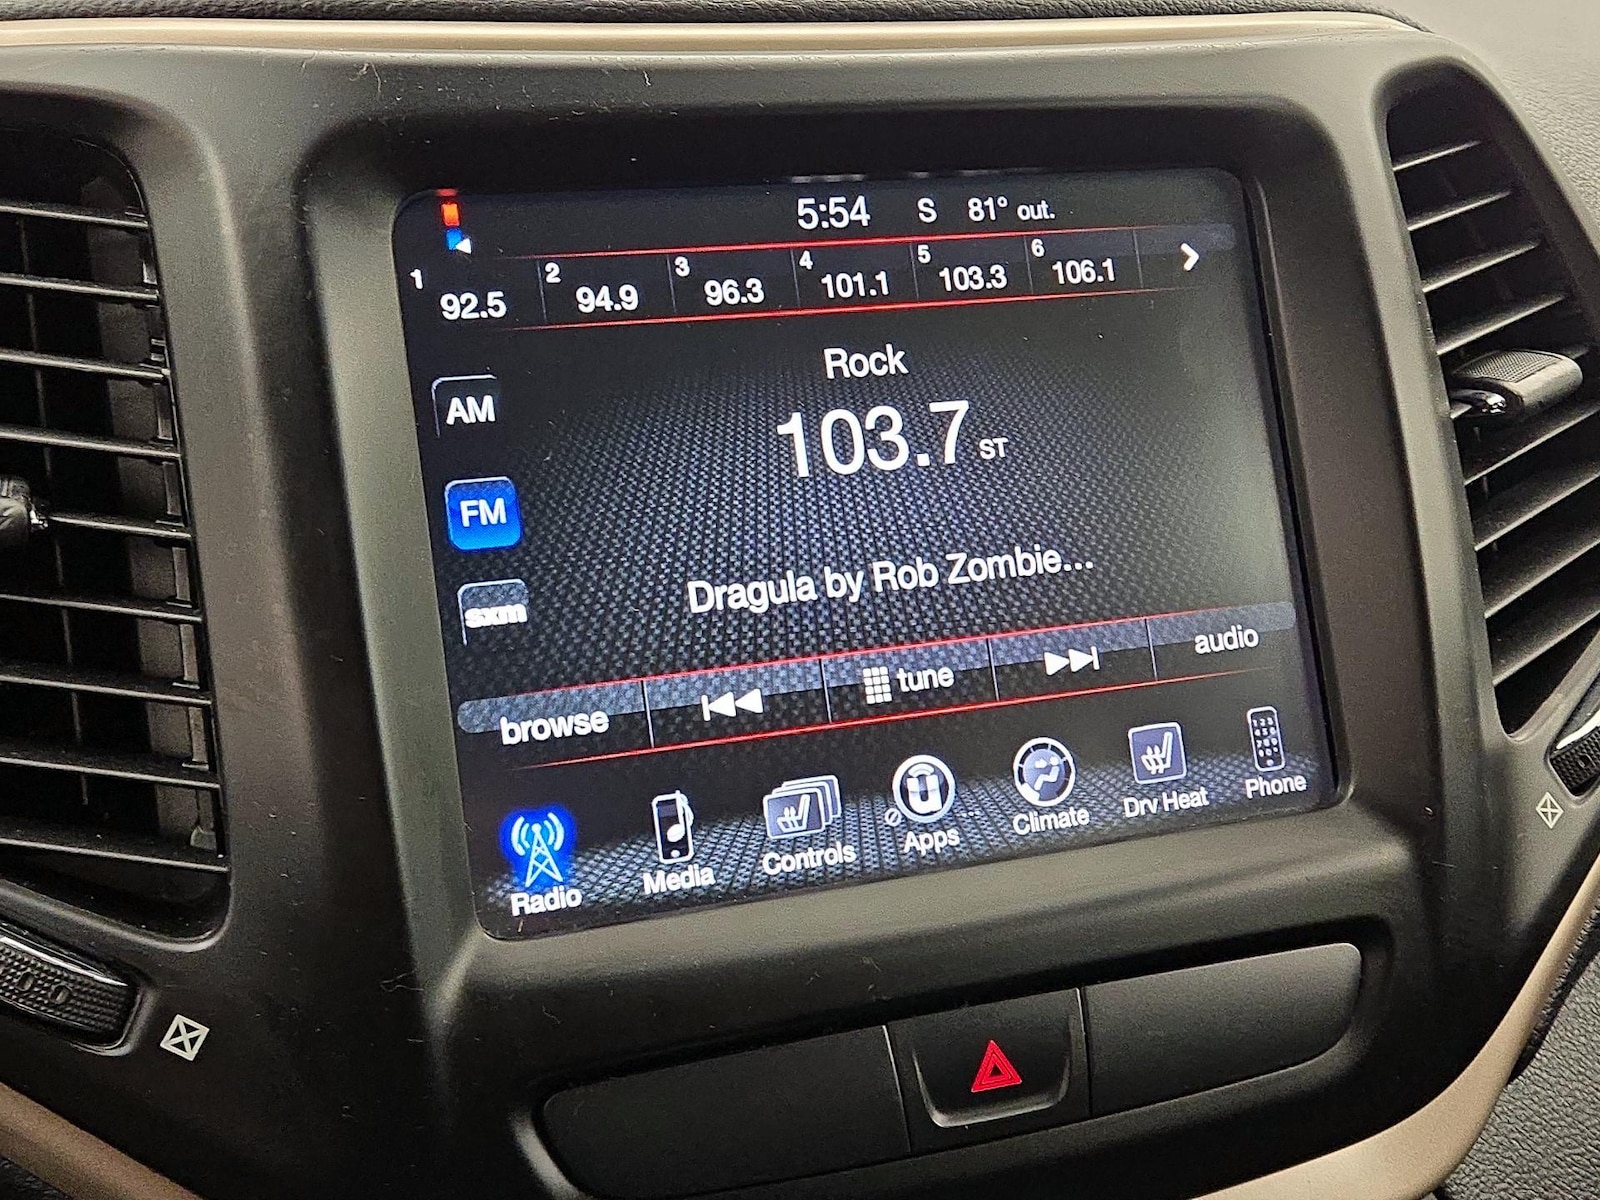 5:54 S 81° out.
1 92.5 2 94.9 3 96.3 4 101.1 5 103.3 6 106.1
Rock
AM
103.7 ST
FM
Dragula by Rob Zombie...
sxm
browse tune audio
Radio Media Controls Apps Climate Drv Heat Phone